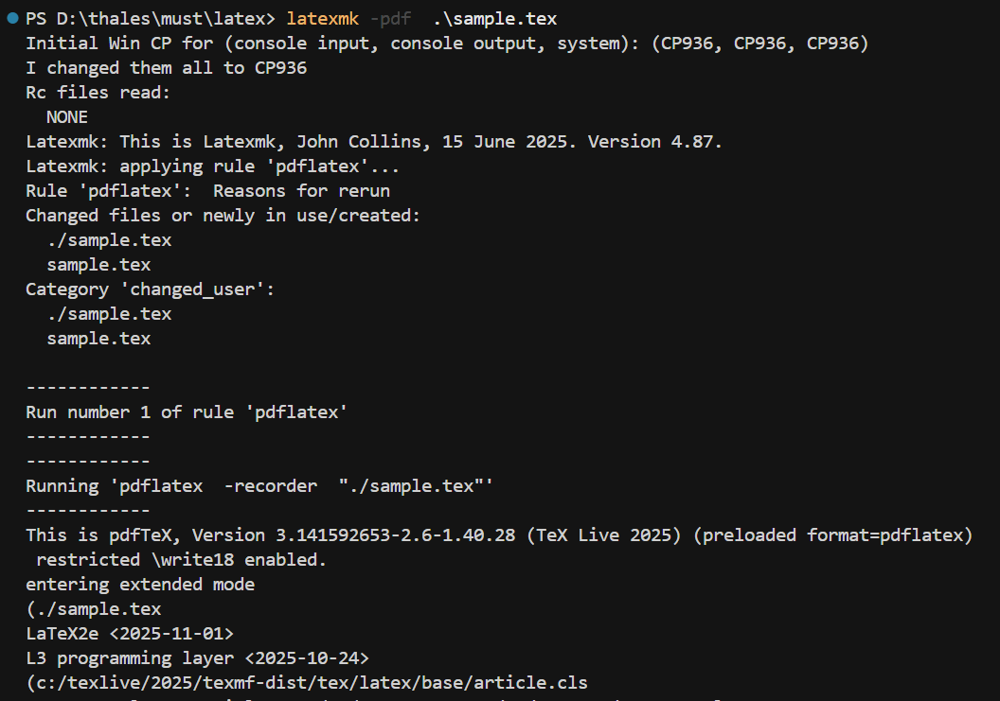 PS D:\thales\must\latex> latexmk -pdf  .\sample.tex
Initial Win CP for (console input, console output, system): (CP936, CP936, CP936)
I changed them all to CP936
Rc files read:
  NONE
Latexmk: This is Latexmk, John Collins, 15 June 2025. Version 4.87.
Latexmk: applying rule 'pdflatex'...
Rule 'pdflatex':  Reasons for rerun
Changed files or newly in use/created:
  ./sample.tex
  sample.tex
Category 'changed_user':
  ./sample.tex
  sample.tex
------------
Run number 1 of rule 'pdflatex'
------------
------------
Running 'pdflatex  -recorder  "./sample.tex"'
------------
This is pdfTeX, Version 3.141592653-2.6-1.40.28 (TeX Live 2025) (preloaded format=pdflatex)
 restricted \write18 enabled.
entering extended mode
(./sample.tex
LaTeX2e <2025-11-01>
L3 programming layer <2025-10-24>
(c:/texlive/2025/texmf-dist/tex/latex/base/article.cls